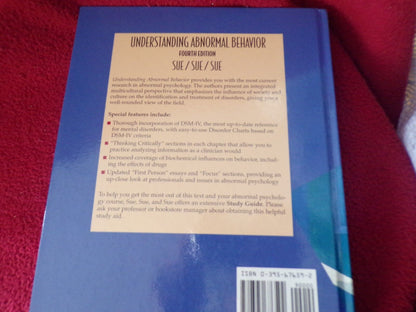 UNDERSTANDING ABNORMAL BEHAVIOR
FOURTH EDITION
SUE / SUE / SUE
Understanding Abnormal Behavior provides you with the most current
research in abnormal psychology. The authors present an integrated
multicultural perspective that emphasizes the influence of society and
culture on the identification and treatment of disorders, giving you a
well-rounded view of the field.
Special features include:
• Thorough incorporation of DSM-IV, the most up-to-date reference
for mental disorders, with easy-to-use Disorder Charts based on
DSM-IV criteria
• "Thinking Critically" sections in each chapter that allow you to
practice analyzing information as a clinician would
• Increased coverage of biochemical influences on behavior, includ-
ing the effects of drugs
• Updated "First Person" essays and "Focus" sections, providing an
up-close look at professionals and issues in abnormal psychology
To help you get the most out of this text and your abnormal psychol-
ogy course, Sue, Sue, and Sue offers an extensive Study Guide. Please
ask your professor or bookstore manager about obtaining this helpful
study aid.
ISBN 0-395-67639-2
90000